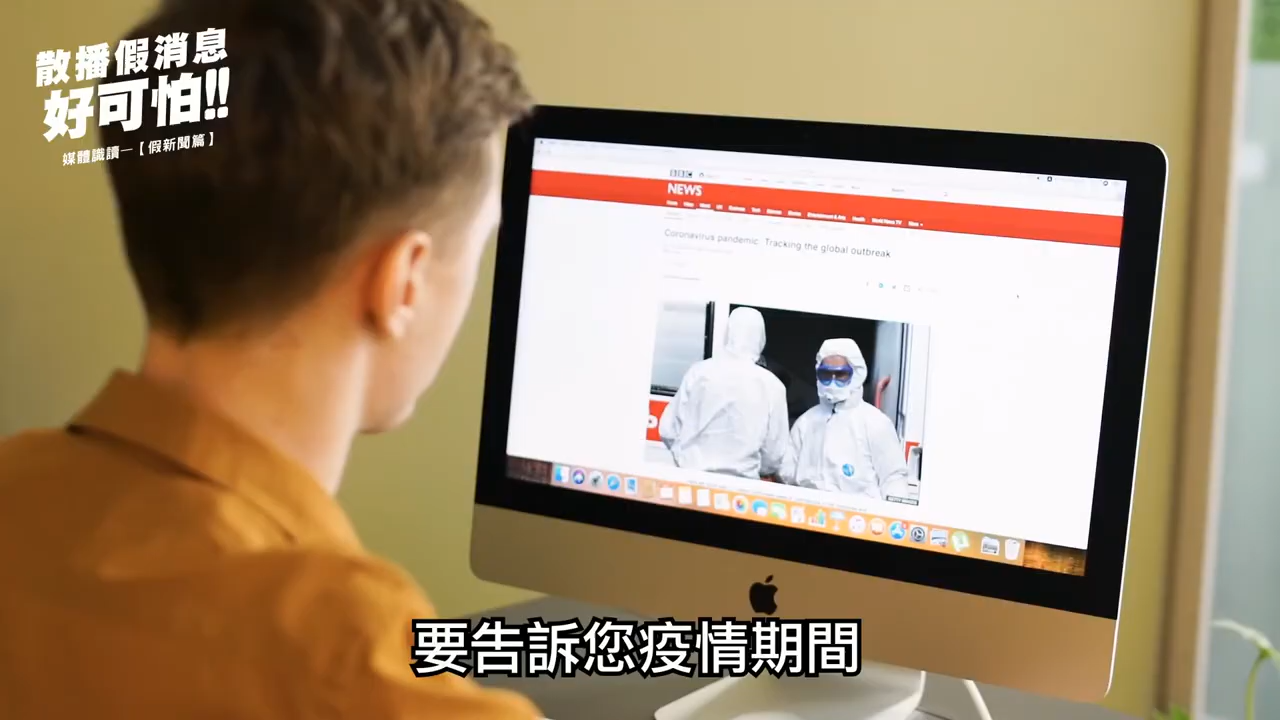 散播假消息
好可怕!!
媒體識讀—【假新聞篇】
BBC
NEWS
Coronavirus pandemic: Tracking the global outbreak
要告訴您疫情期間